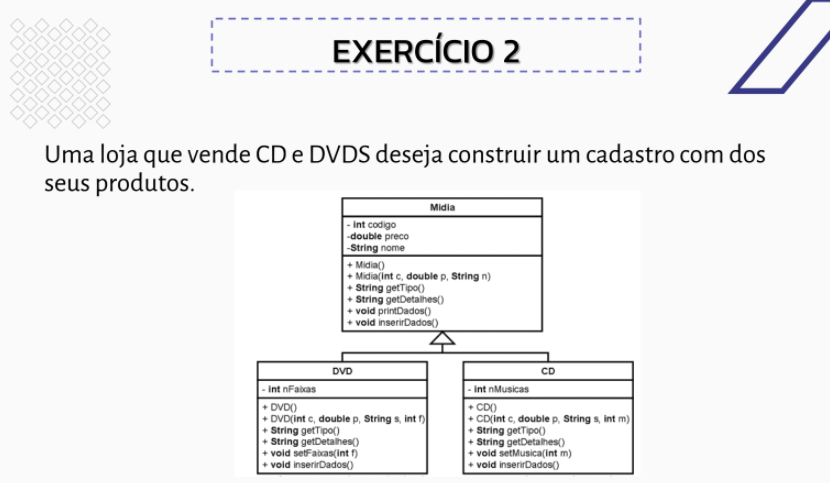 EXERCÍCIO 2
Uma loja que vende CD e DVDS deseja construir um cadastro com dos
seus produtos.
Midia
- int codigo
-double preco
-String nome
+ Midia()
+ Midia(int c, double p, String n)
+ String getTipo()
+ String getDetalhes()
+ void printDados()
+ void inserirDados()
DVD
- int nFaixas
+ DVD()
+ DVD(int c, double p, String s, int f)
+ String getTipo()
+ String getDetalhes()
+ void setFaixas(int f)
+ void inserirDados()
CD
- int nMusicas
+ CD()
+ CD(int c, double p, String s, int m)
+ String getTipo()
+ String getDetalhes()
+ void setMusica(int m)
+ void inserirDados()